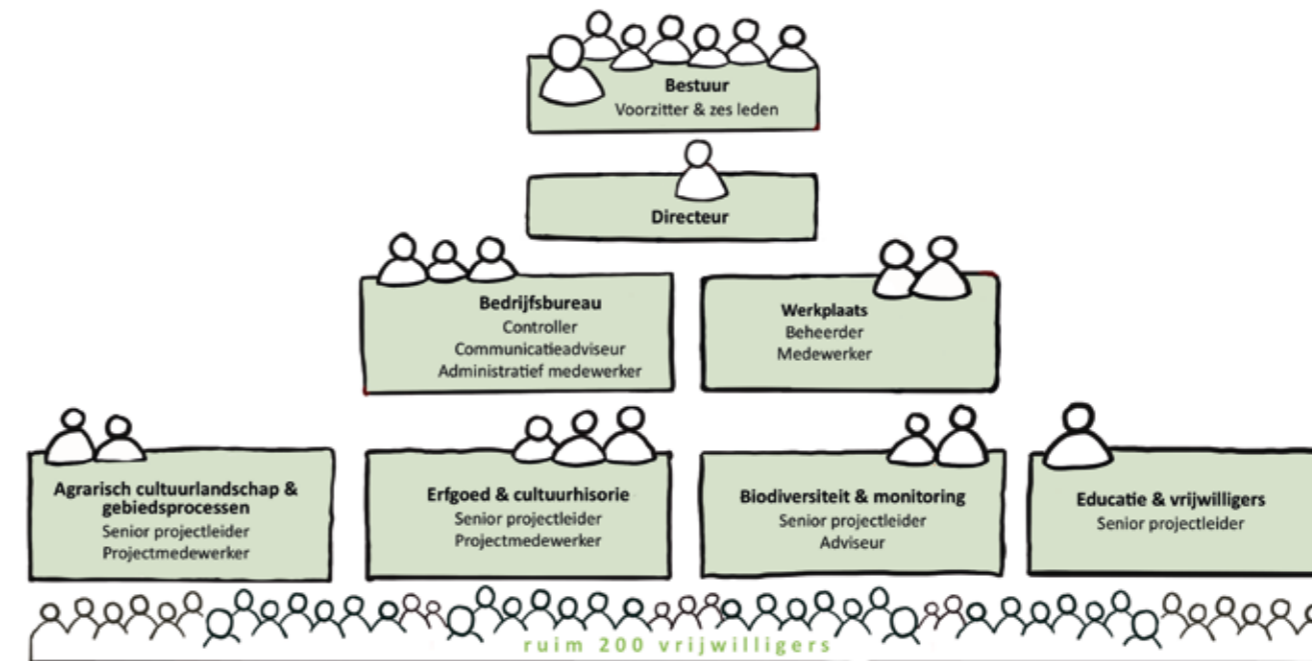 Bestuur
Voorzitter & zes leden
Directeur
Bedrijfsbureau
Controller
Communicatieadviseur
Administratief medewerker
Werkplaats
Beheerder
Medewerker
Agrarisch cultuurlandschap &
gebiedsprocessen
Senior projectleider
Projectmedewerker
Erfgoed & cultuurhisorie
Senior projectleider
Projectmedewerker
Biodiversiteit & monitoring
Senior projectleider
Adviseur
Educatie & vrijwilligers
Senior projectleider
ruim 200 vrijwilligers